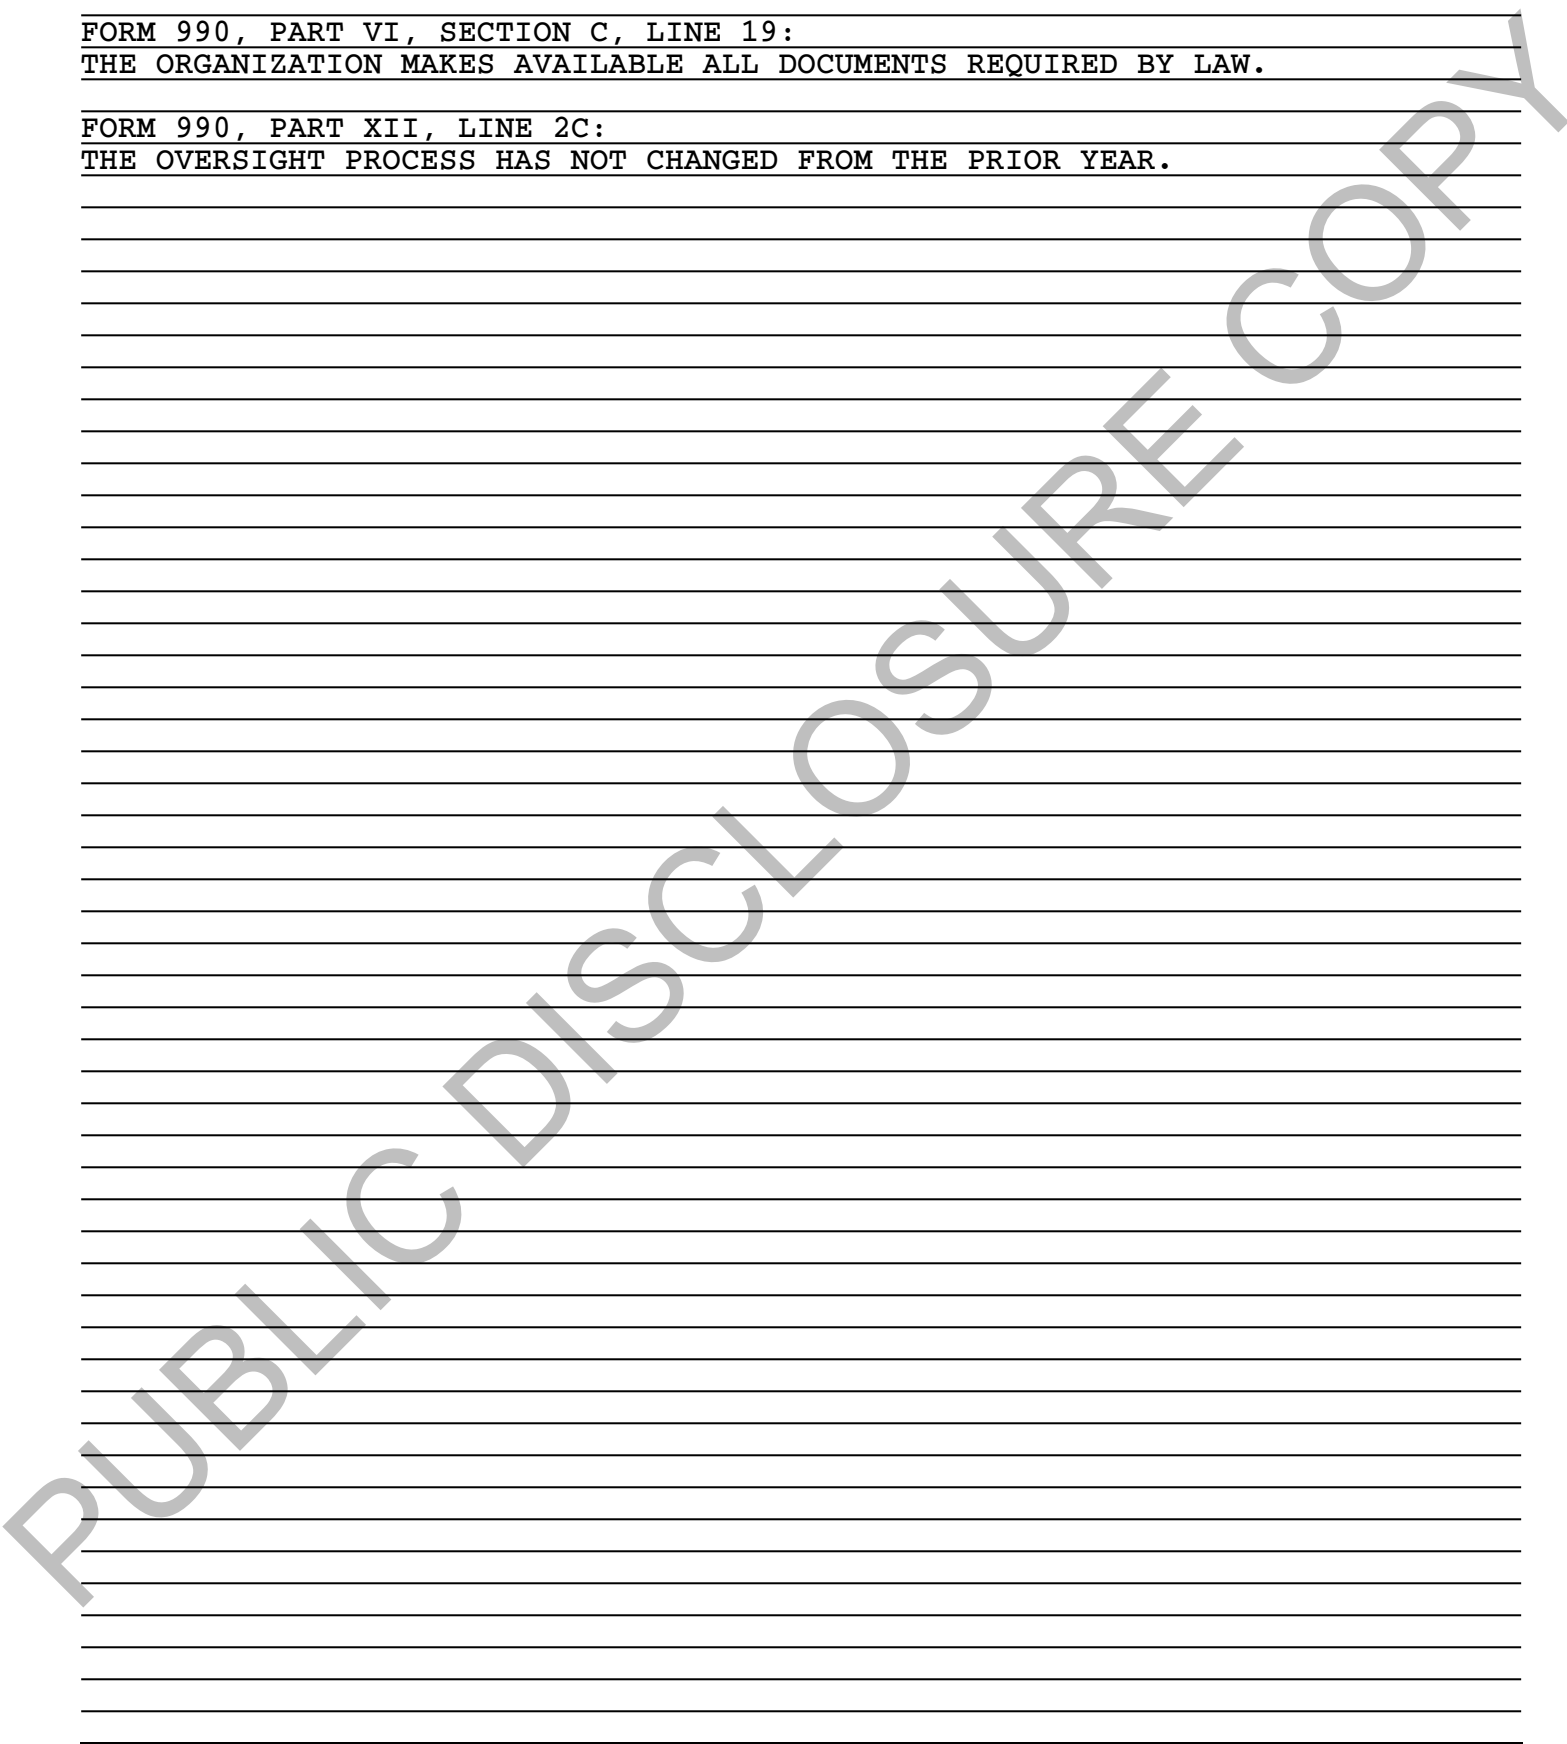 FORM 990, PART VI, SECTION C, LINE 19:
THE ORGANIZATION MAKES AVAILABLE ALL DOCUMENTS REQUIRED BY LAW.
FORM 990, PART XII, LINE 2C:
THE OVERSIGHT PROCESS HAS NOT CHANGED FROM THE PRIOR YEAR.
PUBLIC DISCLOSURE COPY